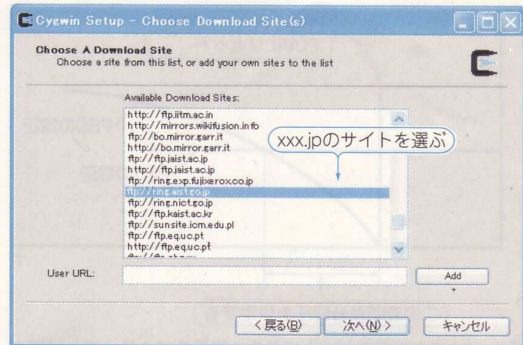 Cygwin Setup - Choose Download Site(s)
Choose A Download Site
Choose a site from this list, or add your own sites to the list
Available Download Sites:
http://ftp.iitm.ac.in
http://mirrors.wikifusion.info
ftp://bo.mirror.garr.it
http://bo.mirror.garr.it
ftp://ftp.jaist.ac.jp
http://ftp.jaist.ac.jp
ftp://ring.exp.fujixerox.co.jp
ftp://ring.aist.go.jp
ftp://ring.nict.go.jp
ftp://ftp.kaist.ac.kr
ftp://sunsite.icm.edu.pl
ftp://ftp.eq.uc.pt
http://ftp.eq.uc.pt
xxx.jpのサイトを選ぶ
User URL:
Add
< 戻る(B)
次へ(N) >
キャンセル